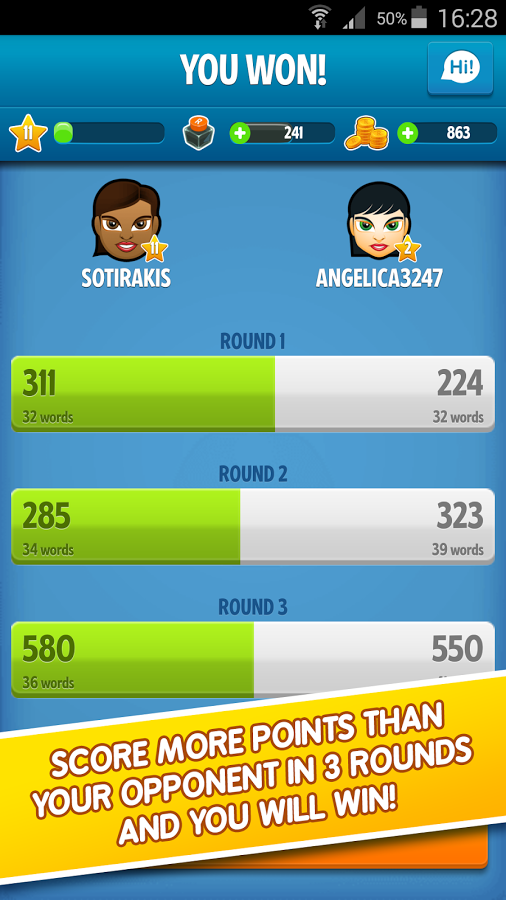 50% 16:28
YOU WON!
Hi!
11 241 863
11 2
SOTIRAKIS ANGELICA3247
ROUND 1
311 224
32 words 32 words
ROUND 2
285 323
34 words 39 words
ROUND 3
580 550
36 words
SCORE MORE POINTS THAN
YOUR OPPONENT IN 3 ROUNDS
AND YOU WILL WIN!